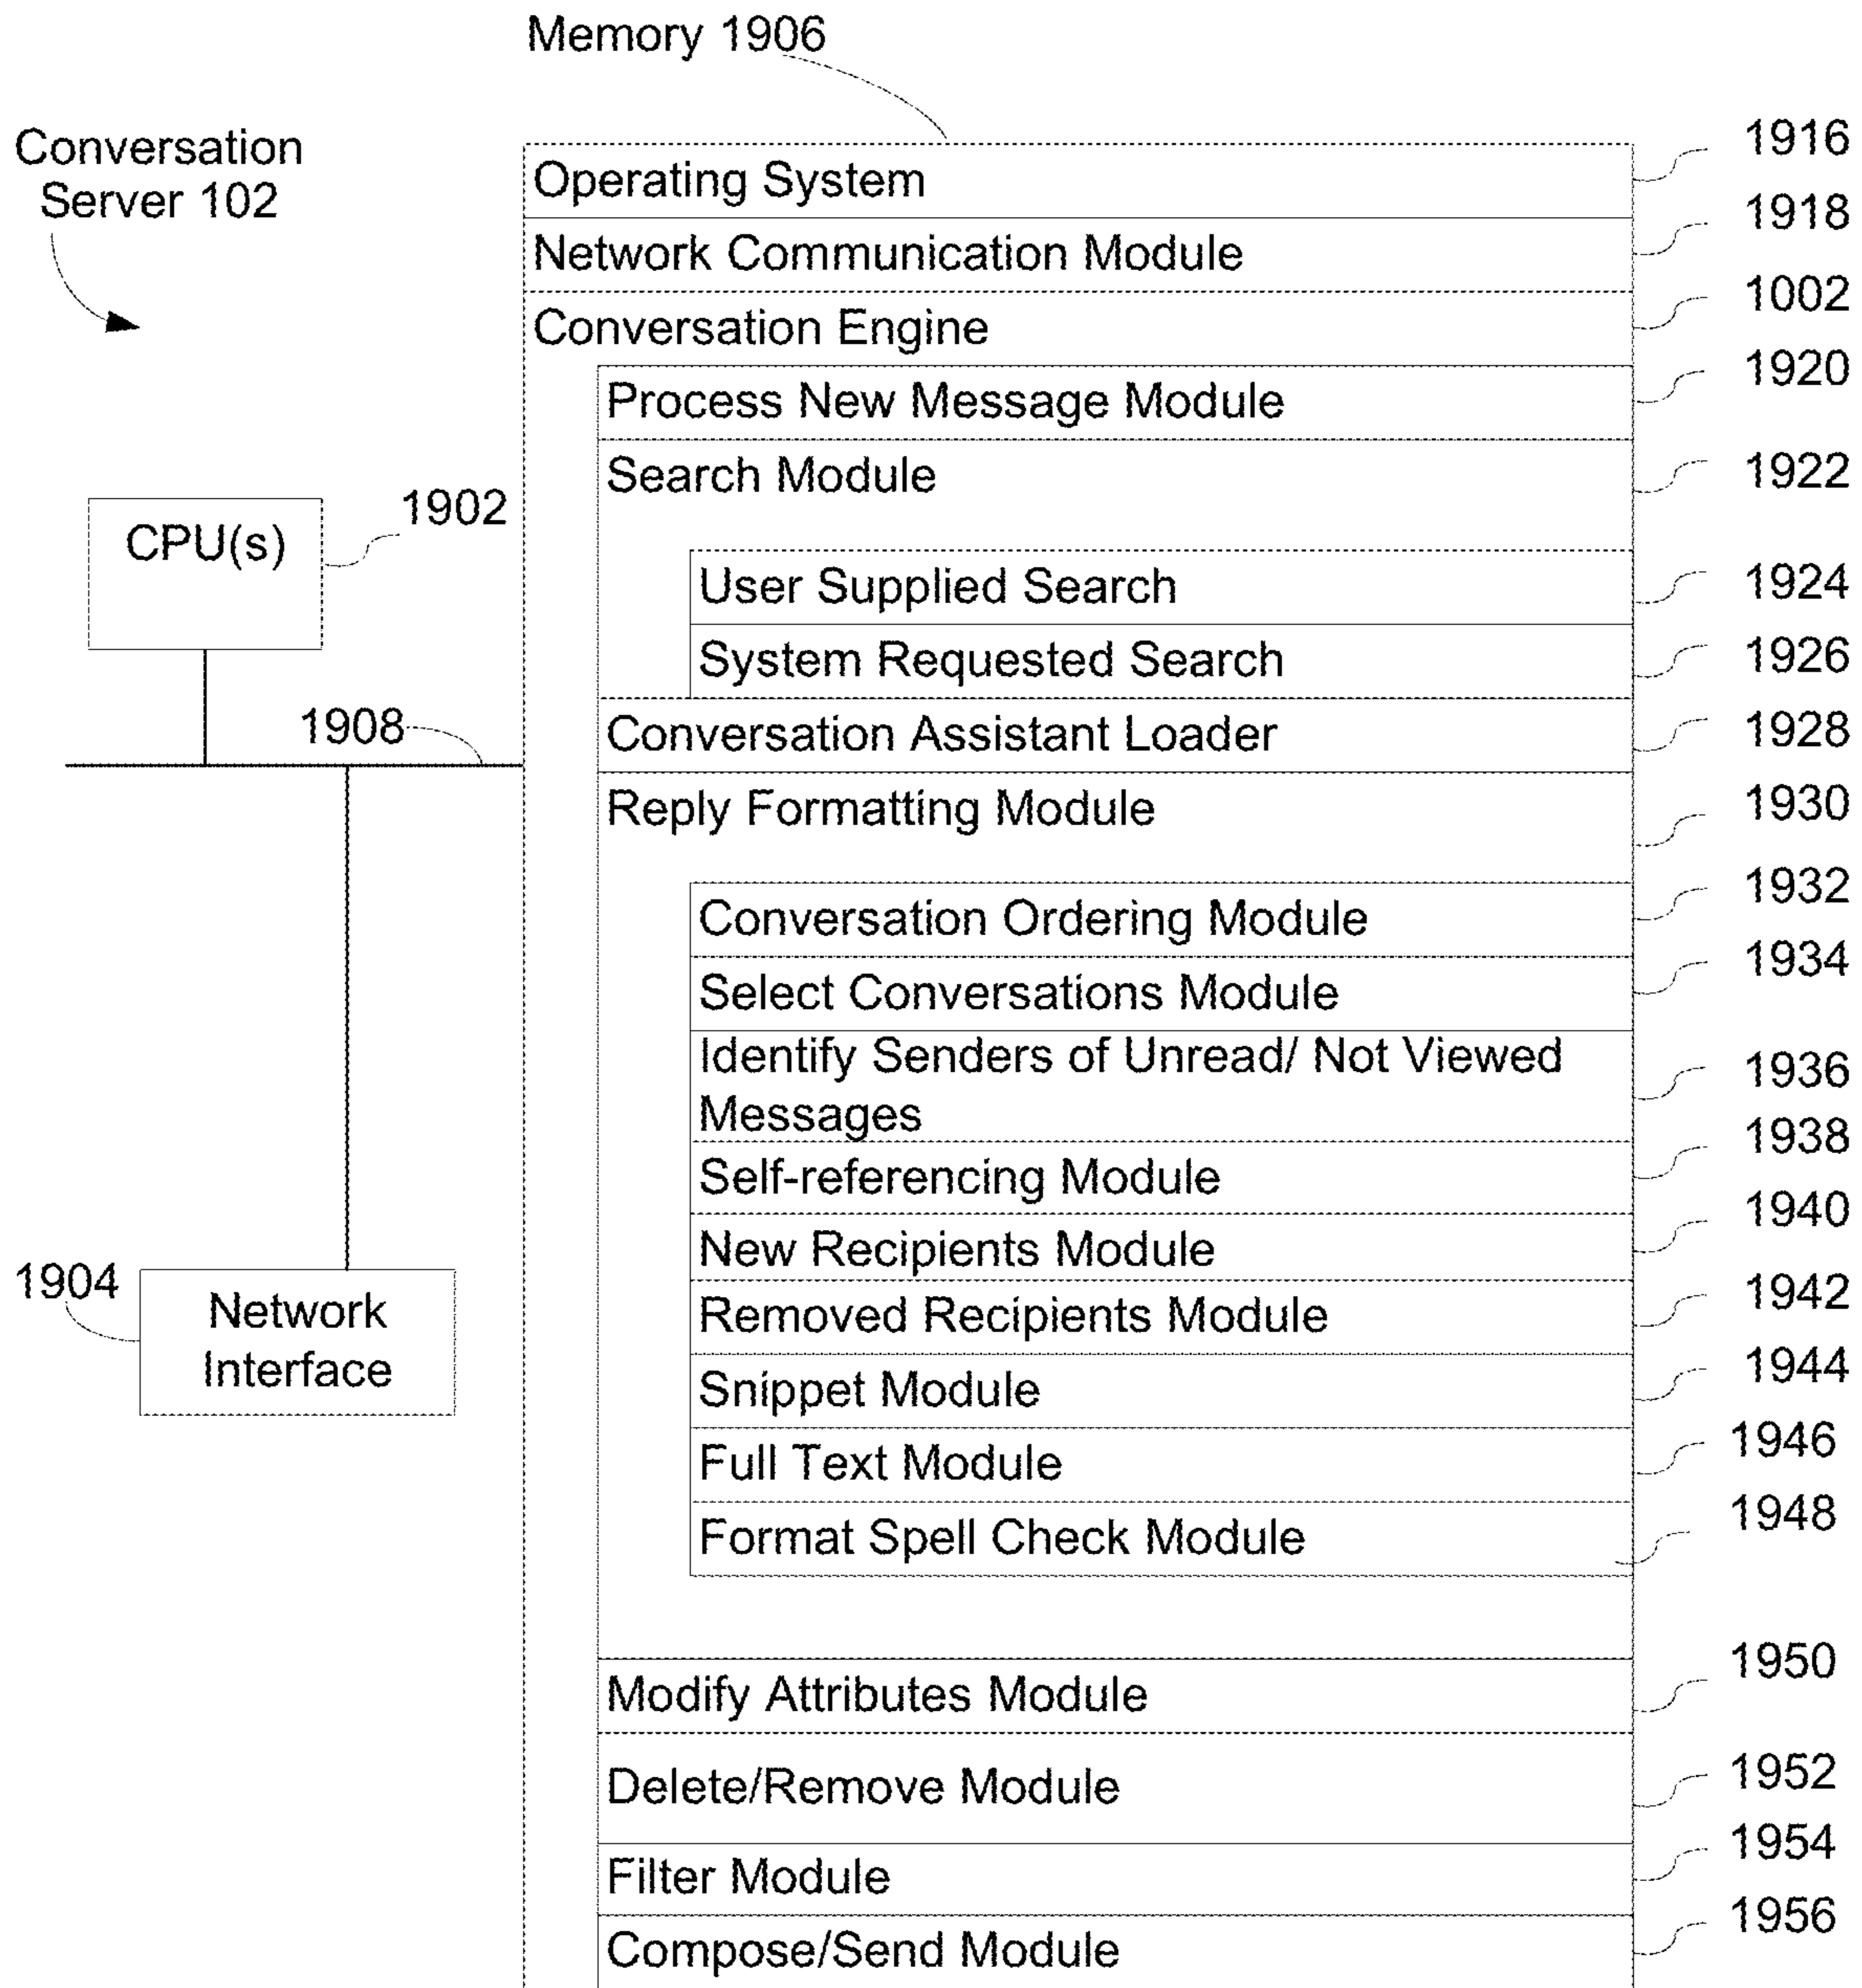 Memory 1906
Conversation
Server 102
Operating System 1916
Network Communication Module 1918
Conversation Engine 1002
Process New Message Module 1920
Search Module 1922
CPU(s) 1902
User Supplied Search 1924
System Requested Search 1926
1908
Conversation Assistant Loader 1928
Reply Formatting Module 1930
Conversation Ordering Module 1932
Select Conversations Module 1934
Identify Senders of Unread/ Not Viewed 1936
Messages
Self-referencing Module 1938
New Recipients Module 1940
1904
Network
Interface
Removed Recipients Module 1942
Snippet Module 1944
Full Text Module 1946
Format Spell Check Module 1948
Modify Attributes Module 1950
Delete/Remove Module 1952
Filter Module 1954
Compose/Send Module 1956